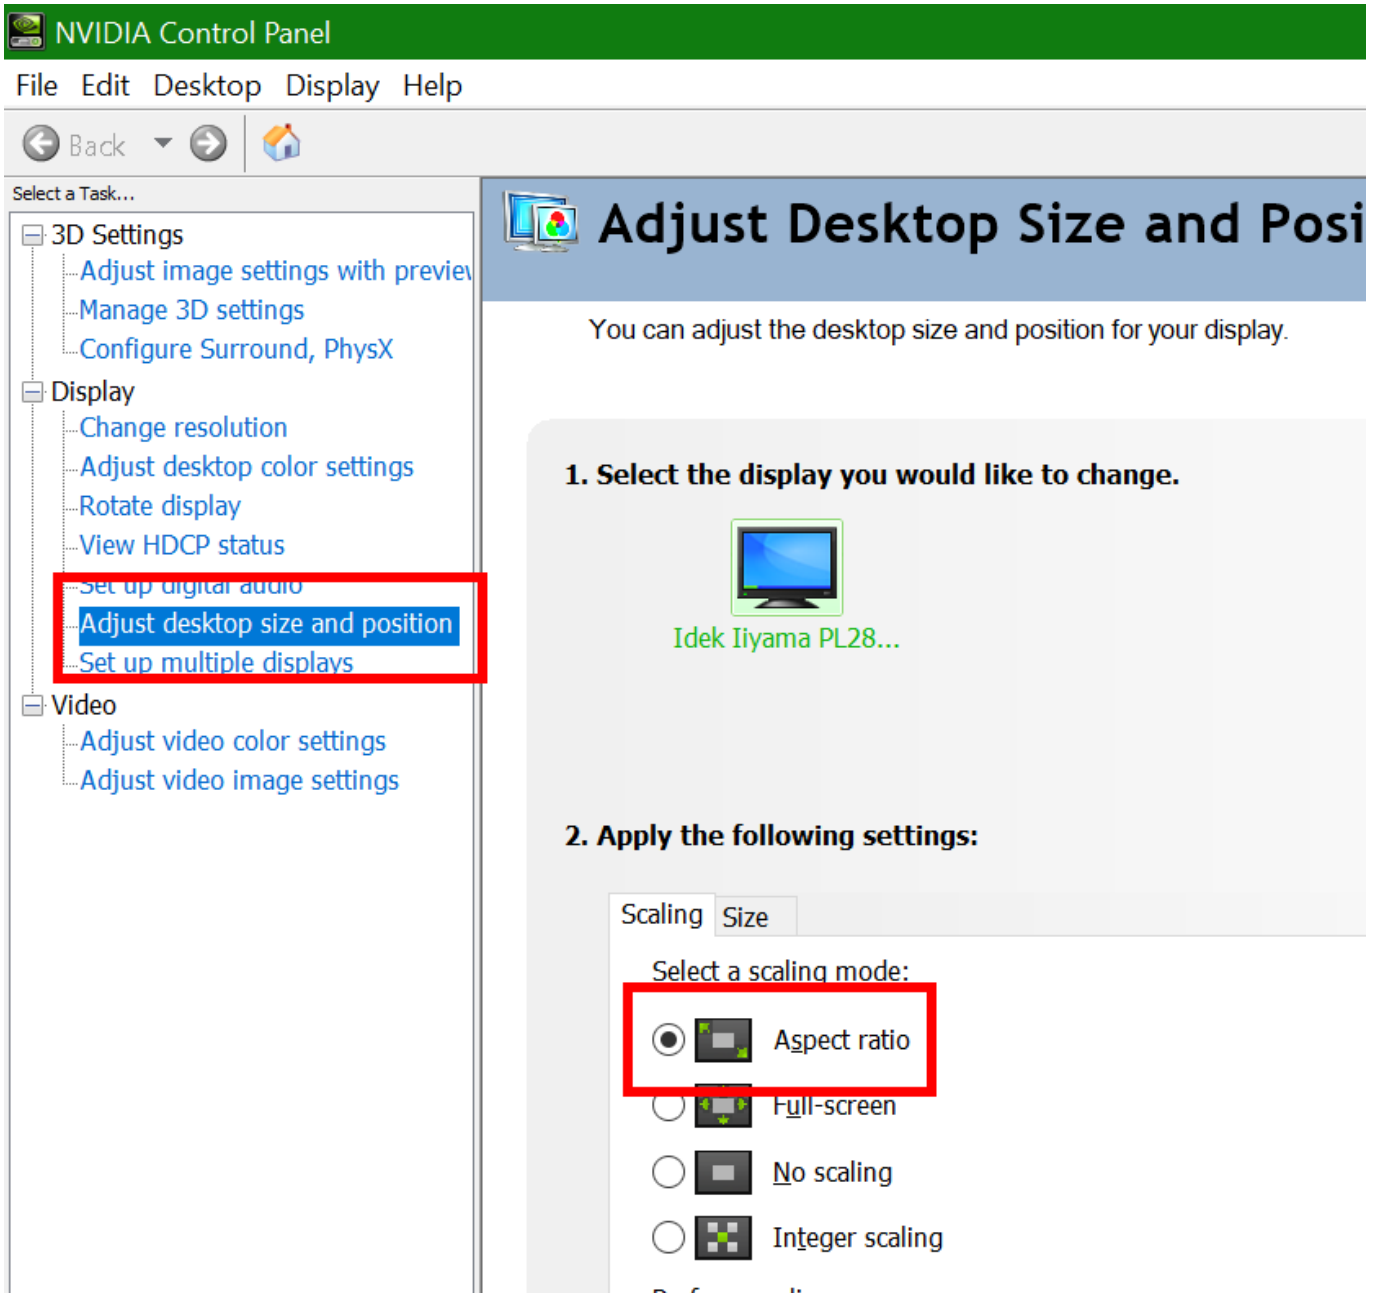 NVIDIA Control Panel
File Edit Desktop Display Help
Back
Select a Task...
3D Settings
Adjust image settings with preview
Manage 3D settings
Configure Surround, PhysX
Display
Change resolution
Adjust desktop color settings
Rotate display
View HDCP status
Set up digital audio
Adjust desktop size and position
Set up multiple displays
Video
Adjust video color settings
Adjust video image settings
Adjust Desktop Size and Posi
You can adjust the desktop size and position for your display.
1. Select the display you would like to change.
Idek Iiyama PL28...
2. Apply the following settings:
Scaling Size
Select a scaling mode:
Aspect ratio
Full-screen
No scaling
Integer scaling